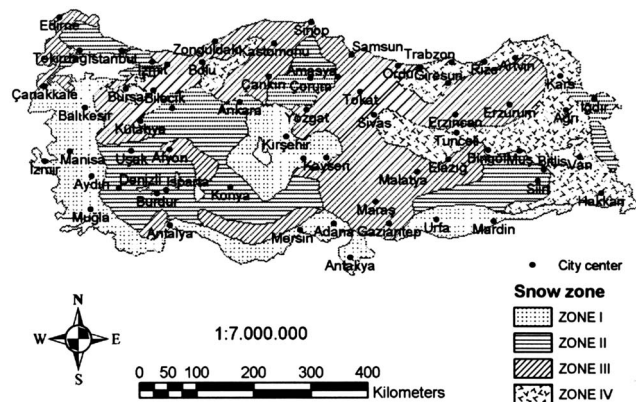 Edirne
Sinop
Tekirdağ
İstanbul
Zonguldak
Kastomonu
Samsun
Trabzon
İzmit
Bolu
Ordu
Giresun
Rize
Artvin
Kars
Çanakkale
Bursa
Bilecik
Çankırı
Amasya
Çorum
Tokat
Iğdır
Balıkesir
Ankara
Yozgat
Sivas
Erzincan
Erzurum
Ağrı
Kütahya
Kırşehir
Tunceli
Manisa
Uşak
Afyon
Kayseri
Elazığ
Bingöl
Muş
Bitlis
Van
İzmir
Aydın
Denizli
Isparta
Malatya
Siirt
Burdur
Konya
Hakkari
Muğla
Maraş
Antalya
Mersin
Adana
Gaziantep
Urfa
Mardin
Antakya
City center
Snow zone
N
W E
S
1:7.000.000
ZONE I
ZONE II
ZONE III
0 50 100 200 300 400
Kilometers
ZONE IV